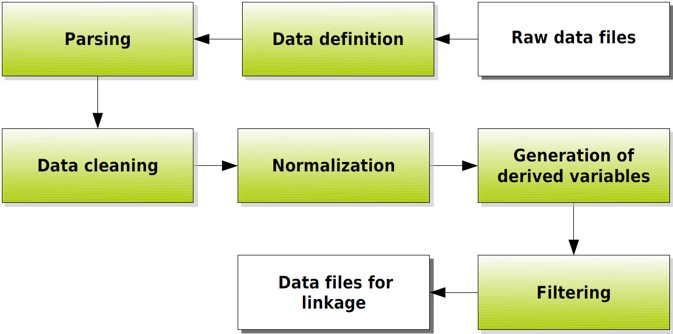 Parsing
Data definition
Raw data files
Data cleaning
Normalization
Generation of
derived variables
Data files for
linkage
Filtering